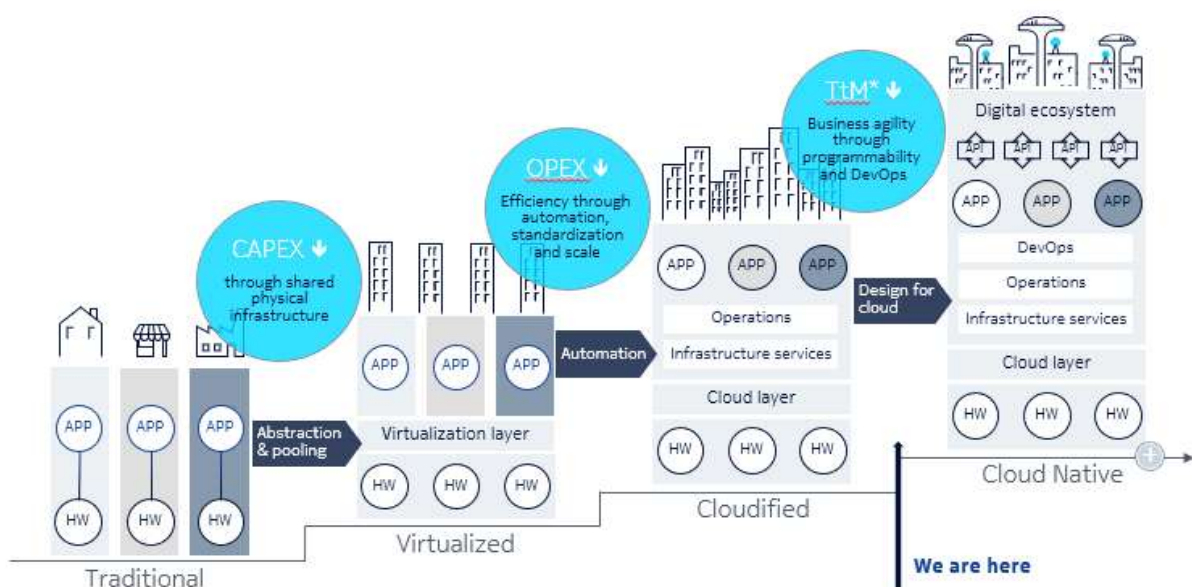 CAPEX
through shared
physical
infrastructure
APP
APP
APP
HW
HW
HW
Traditional
Abstraction
& pooling
OPEX
Efficiency through
automation,
standardization
and scale
APP
APP
APP
Virtualization layer
HW
HW
HW
Virtualized
Automation
TtM*
Business agility
through
programmability
and DevOps
APP
APP
APP
Operations
Infrastructure services
Cloud layer
HW
HW
HW
Cloudified
Design for
cloud
Digital ecosystem
API
API
API
API
APP
APP
APP
DevOps
Operations
Infrastructure services
Cloud layer
HW
HW
HW
Cloud Native
We are here